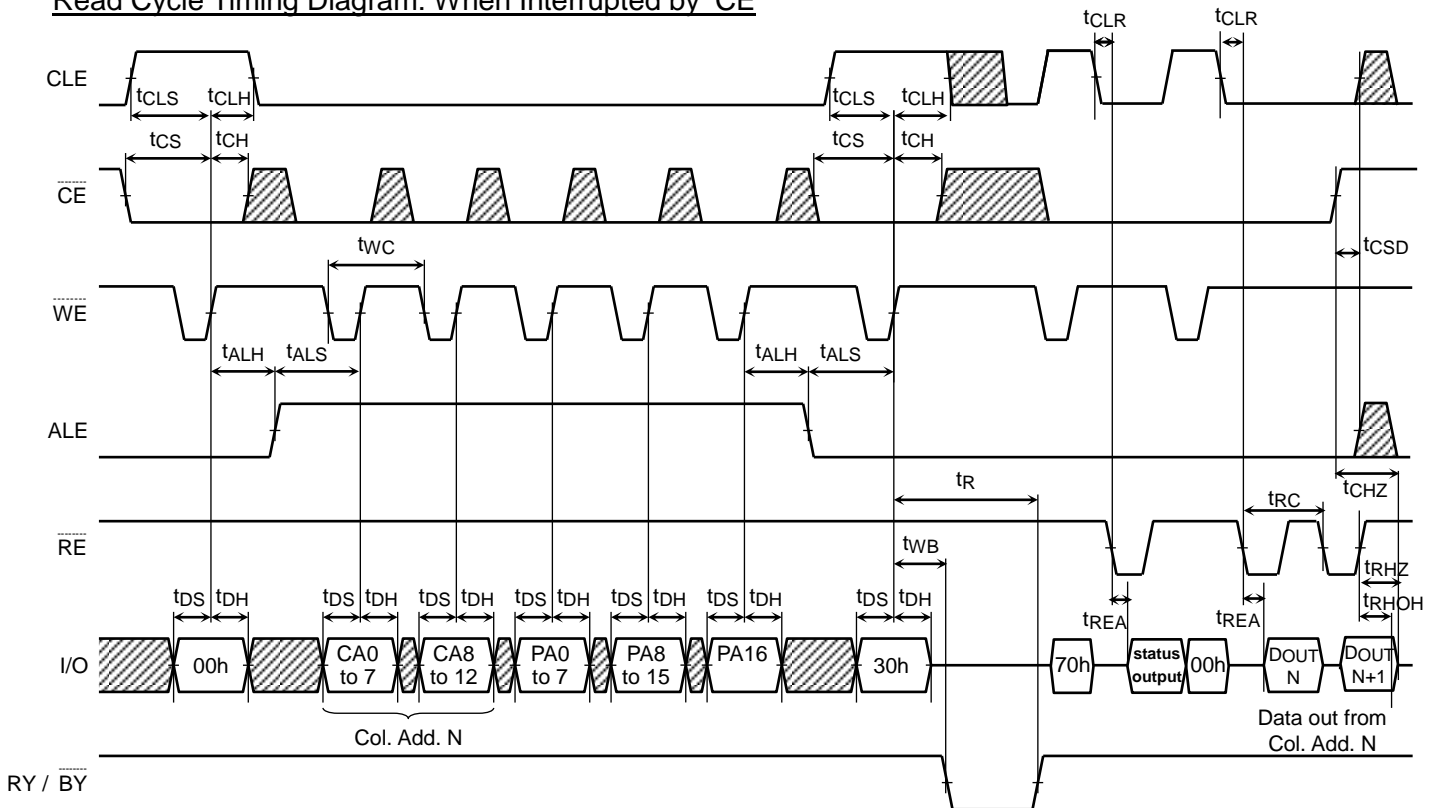 Read Cycle Timing Diagram: When Interrupted by CE
tCLR tCLR
CLE
tCLS tCLH tCLS tCLH
tCS tCH tCS tCH
CE
tWC tCSD
WE
tALH tALS tALH tALS
ALE
tR tCHZ
tRC
RE
tWB
tRHZ
tDS tDH tDS tDH tDS tDH tDS tDH tDS tDH tDS tDH tDS tDH tRHOH
tREA tREA
I/O
00h
CA0 to 7
CA8 to 12
PA0 to 7
PA8 to 15
PA16
30h
70h
status output
00h
DOUT N
DOUT N+1
Col. Add. N
Data out from
Col. Add. N
RY / BY